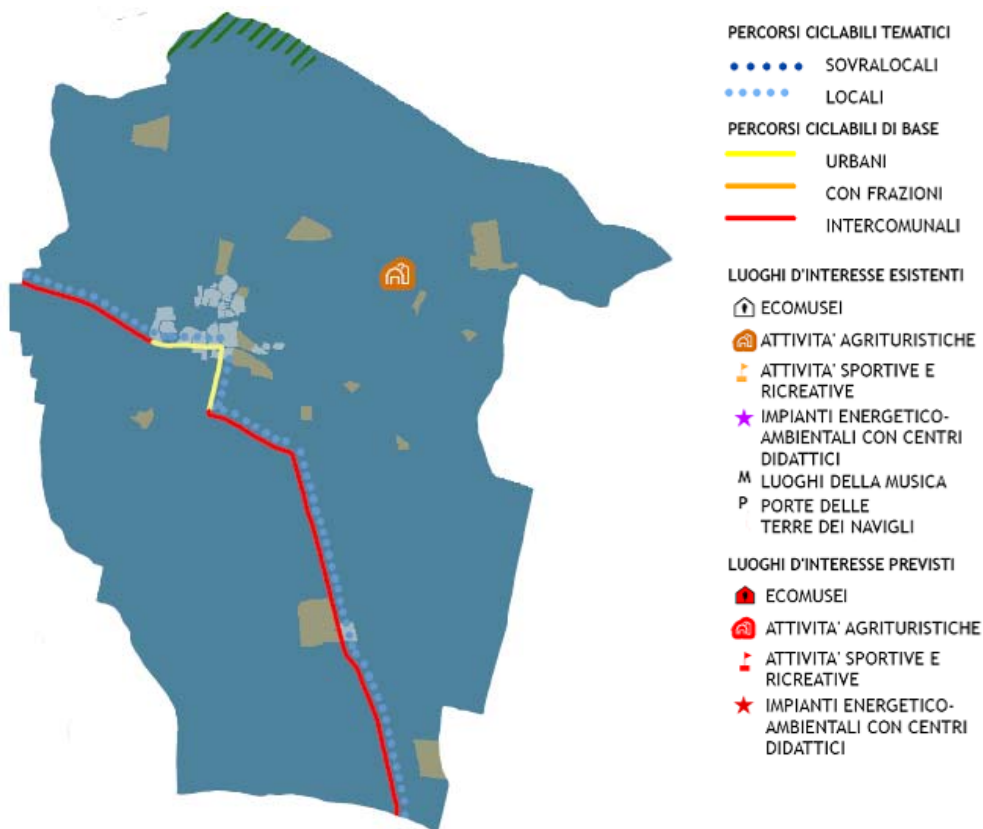 PERCORSI CICLABILI TEMATICI
SOVRALOCALI
LOCALI
PERCORSI CICLABILI DI BASE
URBANI
CON FRAZIONI
INTERCOMUNALI
LUOGHI D'INTERESSE ESISTENTI
ECOMUSEI
ATTIVITA' AGRITURISTICHE
ATTIVITA' SPORTIVE E
RICREATIVE
IMPIANTI ENERGETICO-
AMBIENTALI CON CENTRI
DIDATTICI
M LUOGHI DELLA MUSICA
P PORTE DELLE
TERRE DEI NAVIGLI
LUOGHI D'INTERESSE PREVISTI
ECOMUSEI
ATTIVITA' AGRITURISTICHE
ATTIVITA' SPORTIVE E
RICREATIVE
IMPIANTI ENERGETICO-
AMBIENTALI CON CENTRI
DIDATTICI